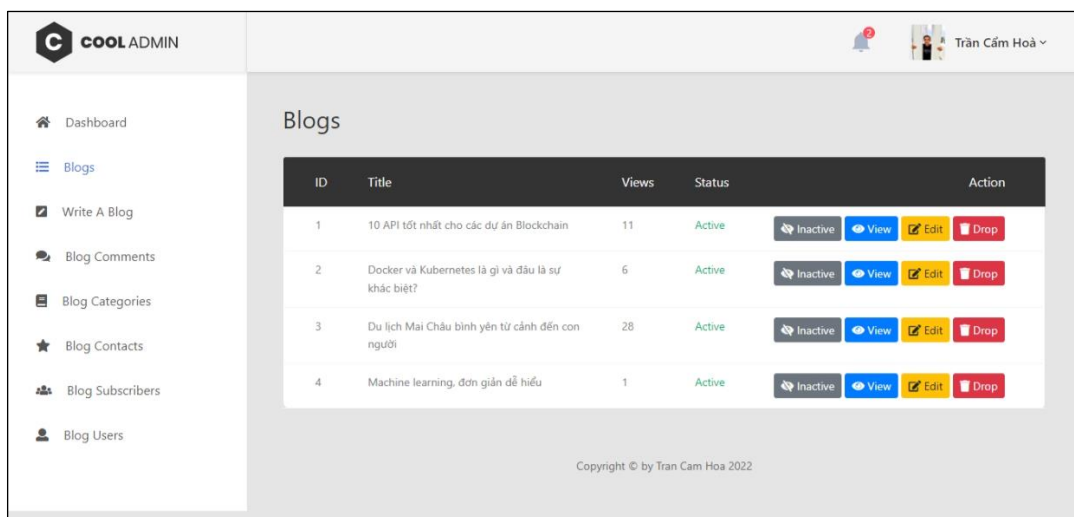 C COOL ADMIN
2
Trần Cẩm Hoà
Dashboard
Blogs
Write A Blog
Blog Comments
Blog Categories
Blog Contacts
Blog Subscribers
Blog Users
Blogs
ID Title Views Status Action
1 10 API tốt nhất cho các dự án Blockchain 11 Active Inactive View Edit Drop
2 Docker và Kubernetes là gì và đâu là sự 6 Active Inactive View Edit Drop
khác biệt?
3 Du lịch Mai Châu bình yên từ cảnh đến con 28 Active Inactive View Edit Drop
người
4 Machine learning, đơn giản dễ hiểu 1 Active Inactive View Edit Drop
Copyright © by Tran Cam Hoa 2022